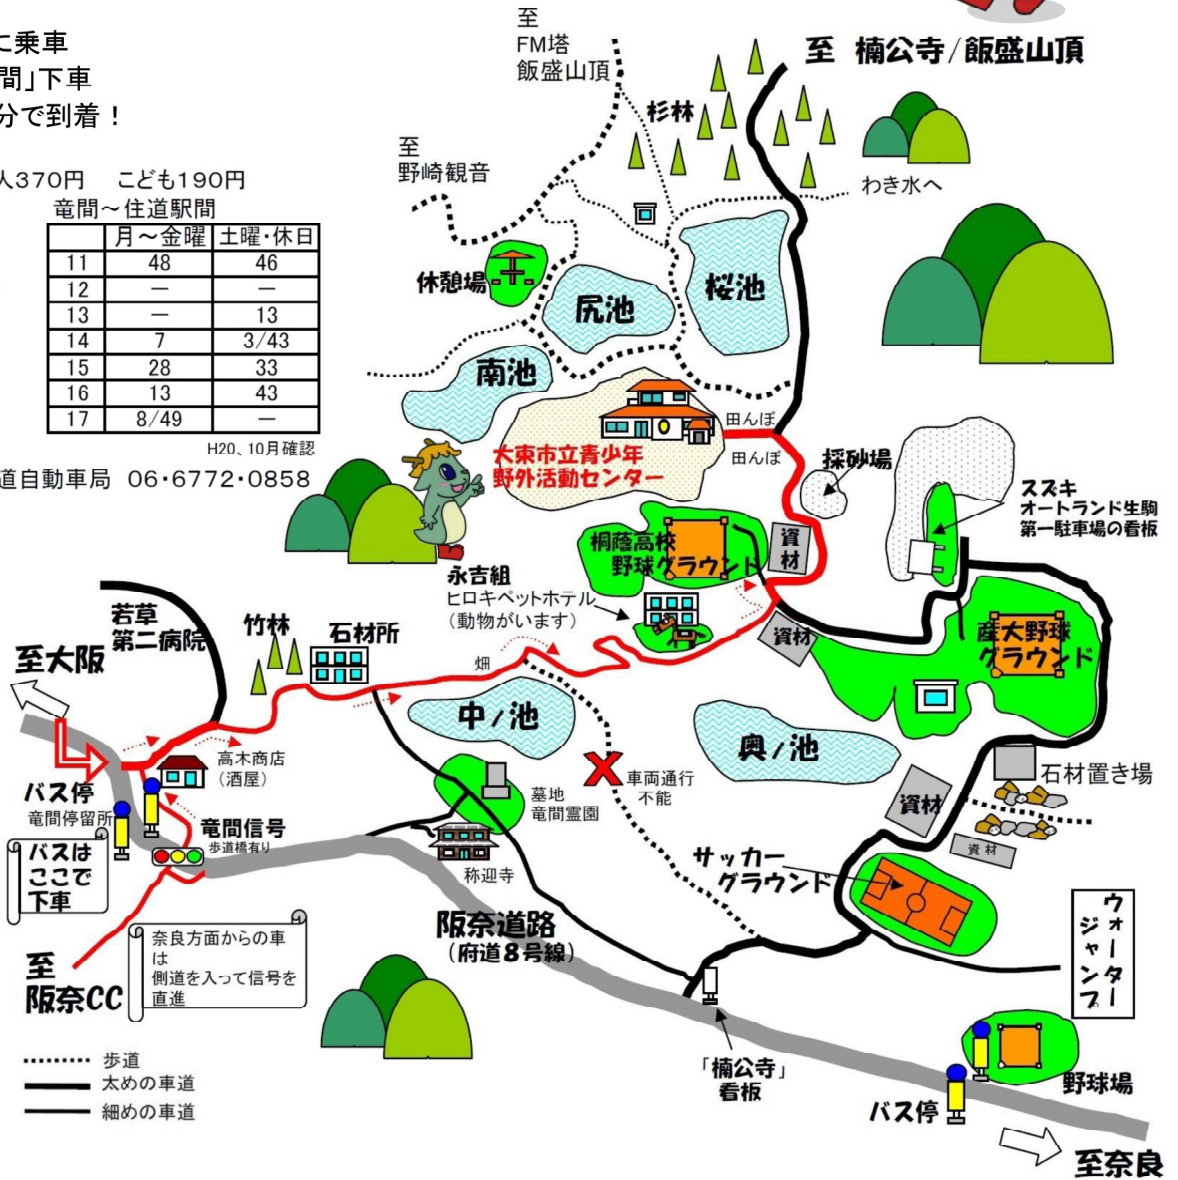 に乗車
間」下車
分で到着！
人370円 こども190円
竜間～住道駅間
月～金曜 土曜・休日
11 48 46
12 － －
13 － 13
14 7 3/43
15 28 33
16 13 43
17 8/49 －
H20、10月確認
道自動車局 06・6772・0858
至
FM塔
飯盛山頂
至 楠公寺/飯盛山頂
杉林
至
野崎観音
わき水へ
休憩場
尻池
桜池
南池
田んぼ
田んぼ
大東市立青少年
野外活動センター
採砂場
スズキ
オートランド生駒
第一駐車場の看板
桐蔭高校
野球グラウンド
資材
永吉組
ヒロキペットホテル
（動物がいます）
資材
産大野球
グラウンド
若草
第二病院
竹林
石材所
畑
至大阪
中ノ池
奥ノ池
高木商店
（酒屋）
車両通行
不能
石材置き場
資材
資材
バス停
竜間停留所
竜間信号
歩道橋有り
墓地
竜間霊園
称迎寺
バスは
ここで
下車
サッカー
グラウンド
ウォーター
ジャンプ
阪奈道路
（府道8号線）
至
阪奈CC
奈良方面からの車
は
側道を入って信号を
直進
「楠公寺」
看板
野球場
バス停
至奈良
歩道
太めの車道
細めの車道